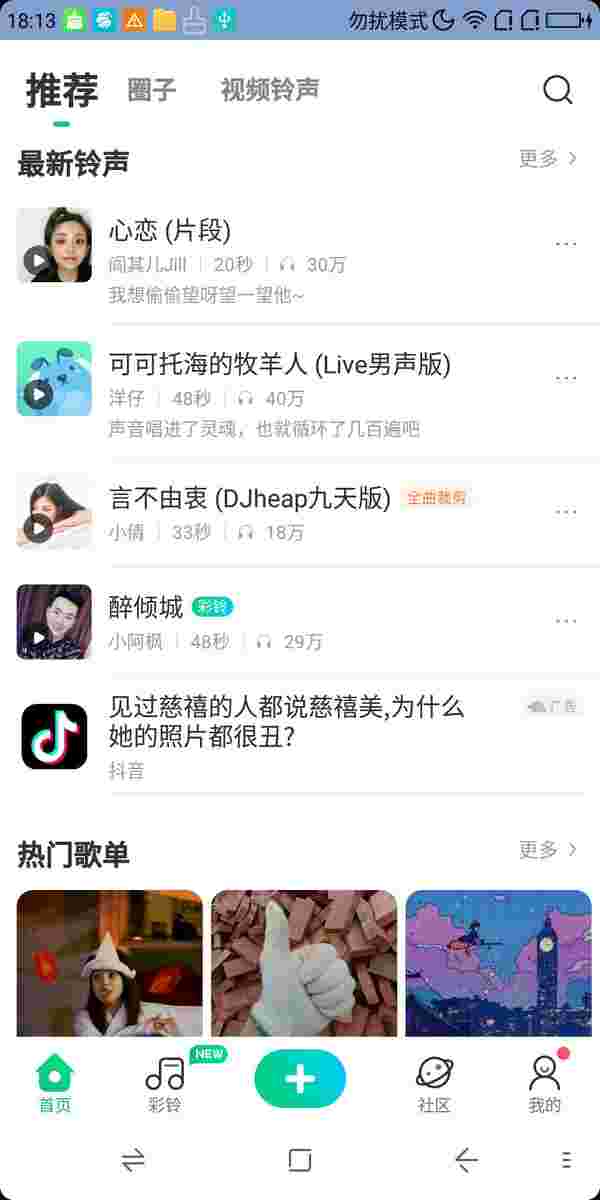 18:13
勿扰模式
推荐 圈子 视频铃声
最新铃声 更多
心恋 (片段)
阎其儿Jill 20秒 30万
我想偷偷望呀望一望他~
可可托海的牧羊人 (Live男声版)
洋仔 48秒 40万
声音唱进了灵魂，也就循环了几百遍吧
言不由衷 (DJheap九天版) 全曲裁剪
小倩 33秒 18万
醉倾城 彩铃
小阿枫 48秒 29万
见过慈禧的人都说慈禧美,为什么
她的照片都很丑?
广告
抖音
热门歌单 更多
NEW
首页 彩铃 社区 我的